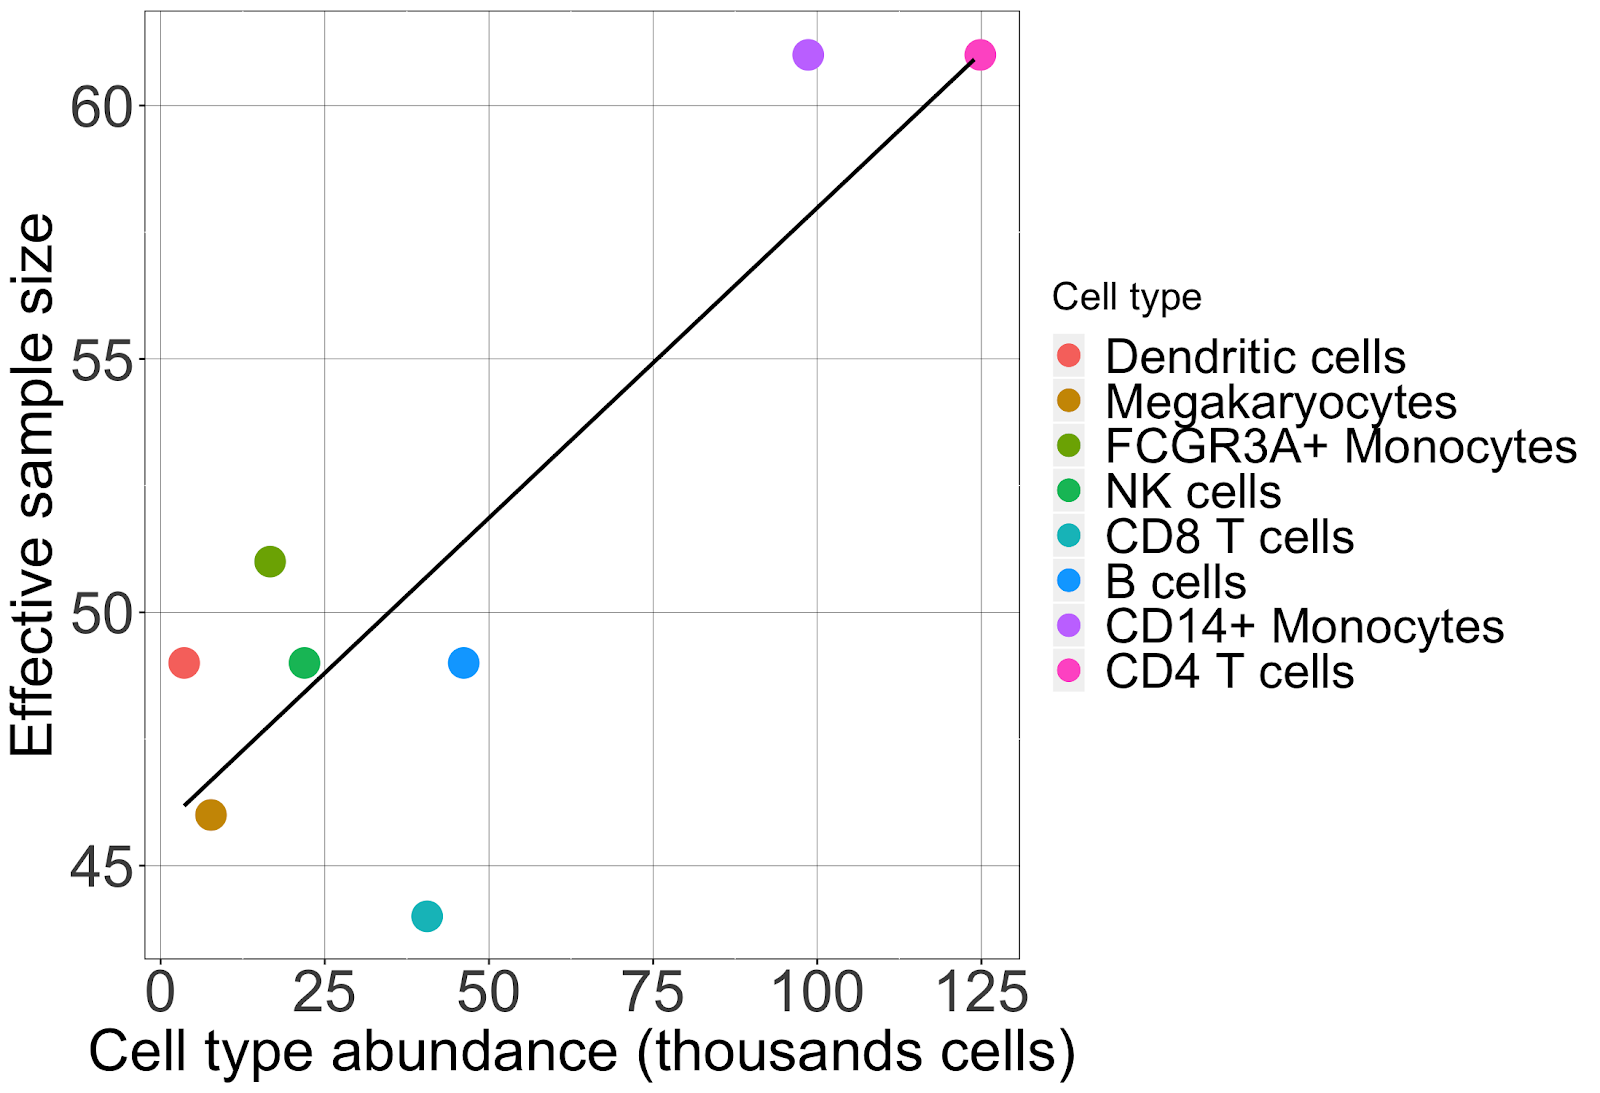 60
55
50
45
Effective sample size
0 25 50 75 100 125
Cell type abundance (thousands cells)
Cell type
Dendritic cells
Megakaryocytes
FCGR3A+ Monocytes
NK cells
CD8 T cells
B cells
CD14+ Monocytes
CD4 T cells